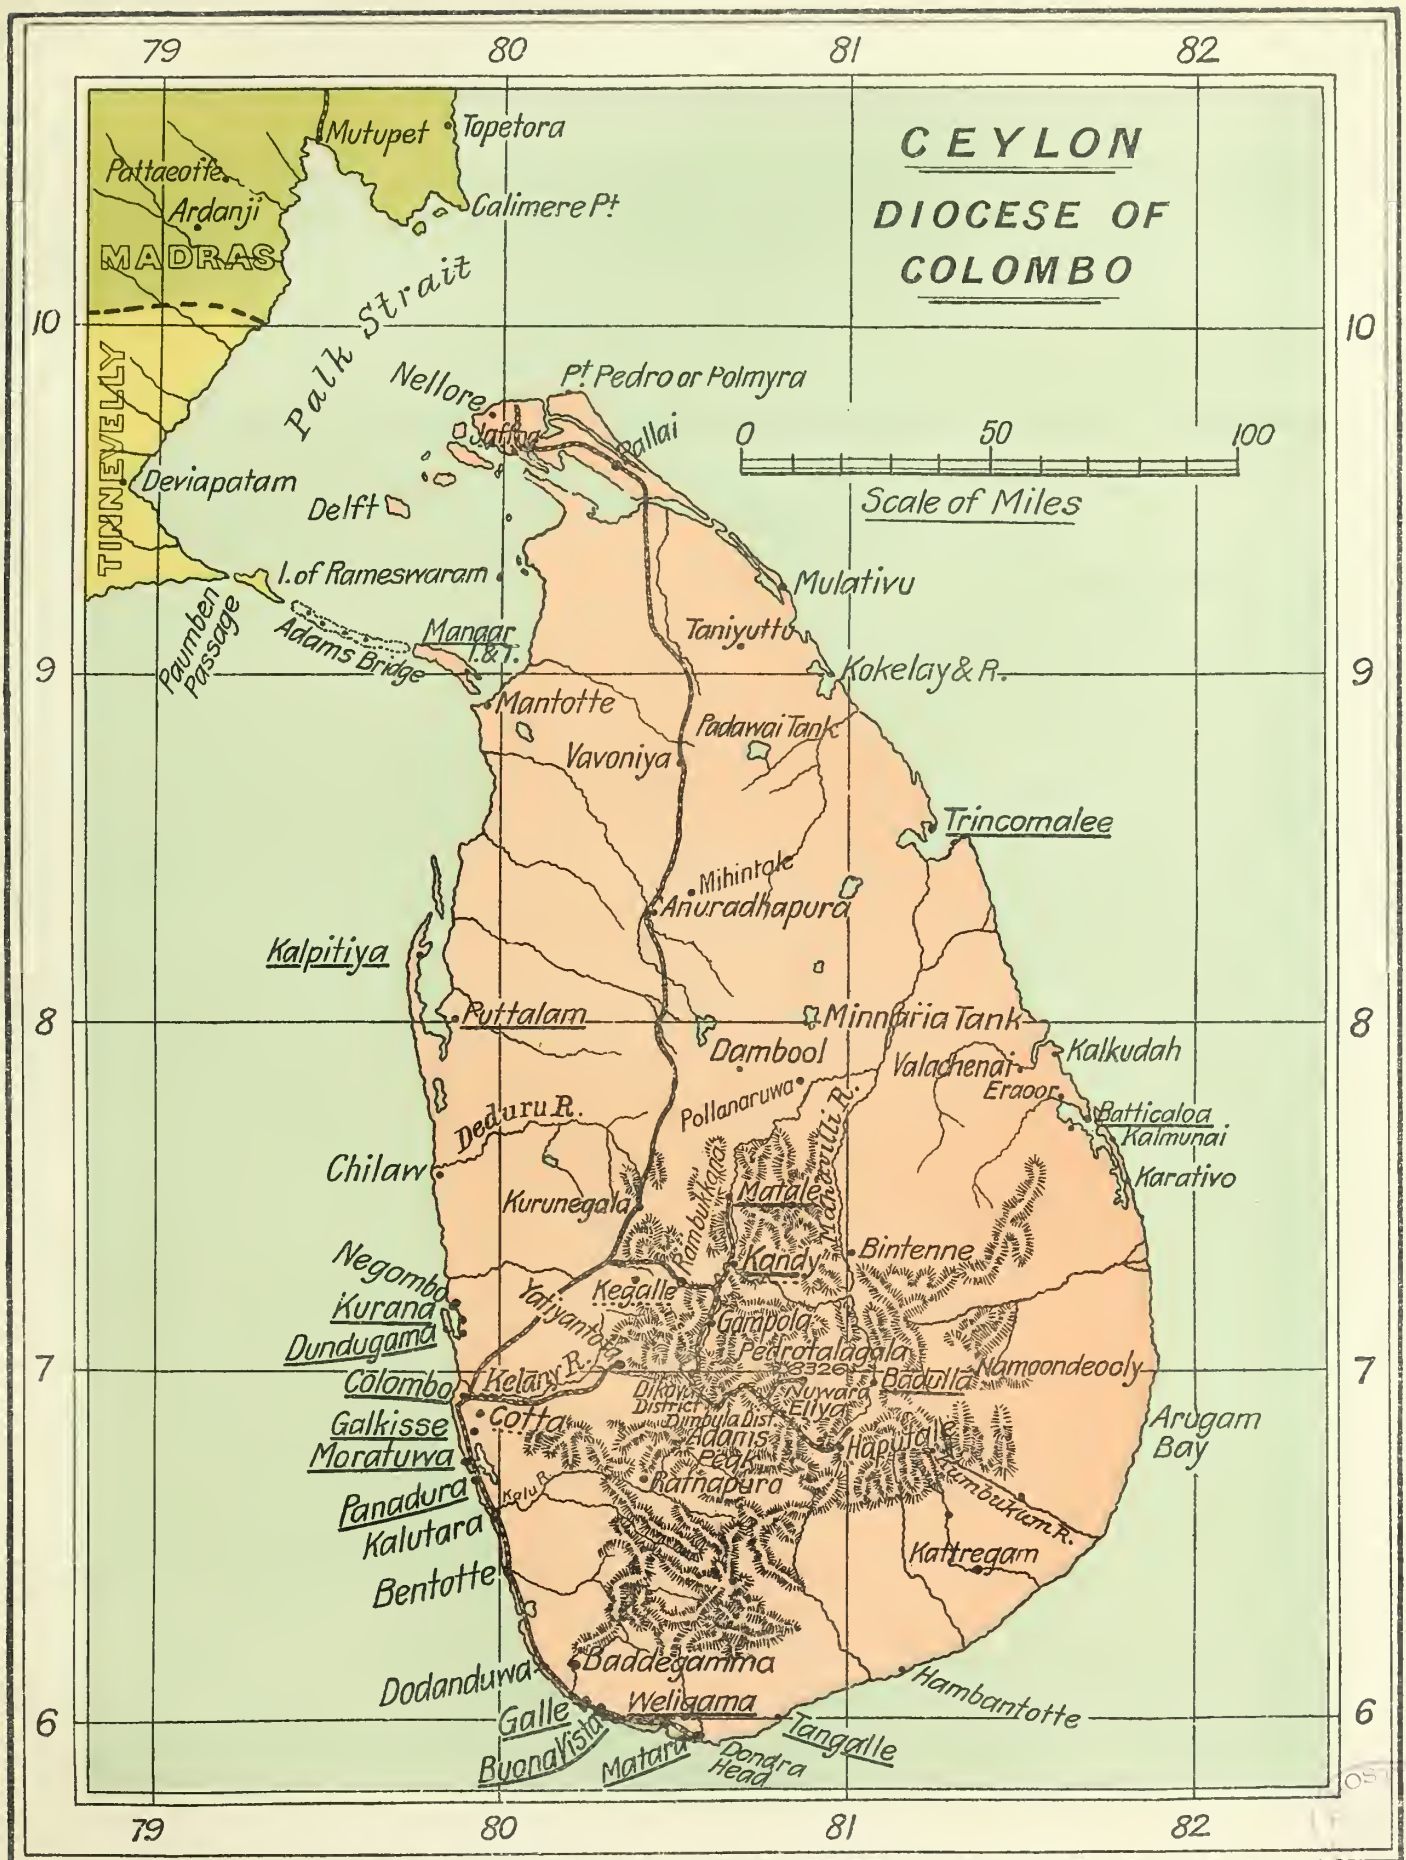 79 80 81 82
CEYLON
DIOCESE OF
COLOMBO
Mutupet
Topetora
Pattaeotte
Ardanji
Calimere Pt
MADRAS
Palk Strait
10 10
TINNEVELLY
Nellore
Pt. Pedro or Polmyra
Jaffna
Pallai
0 50 100
Scale of Miles
Deviapatam
Delft
I. of Rameswaram
Mulativu
Paumben
Passage
Adams Bridge
Manaar
I. & T.
Taniyuttu
9 9
Kokelay & R.
Mantotte
Padawai Tank
Vavoniya
Trincomalee
Mihintale
Anuradhapura
Kalpitiya
Puttalam
8 8
Minnaria Tank
Dambool
Valachenai
Kalkudah
Pollanaruwa
Eraoor
Batticaloa
Kalmunai
Deduru R.
Mahavilli R.
Chilaw
Karativo
Kurunegala
Rambukkana
Matale
Negombo
Kurana
Dundugama
Yatiyantota
Kegalle
Kandy
Bintenne
Gampola
Pedrotalagala
8326
7 7
Namoondeooly
Colombo
Kelany R.
Dikoya
District
Dimbula Dist.
Nuwara
Eliya
Badulla
Cotta
Galkisse
Moratuwa
Adams
Peak
Haputale
Arugam
Bay
Ratnapura
Kalu R.
Panadura
Kalutara
Kumbukum R.
Kattregam
Bentotte
Baddegamma
Dodanduwa
Weligama
Hambantotte
6 6
Galle
Buona Vista
Matara
Dondra
Head
Tangalle
79 80 81 82